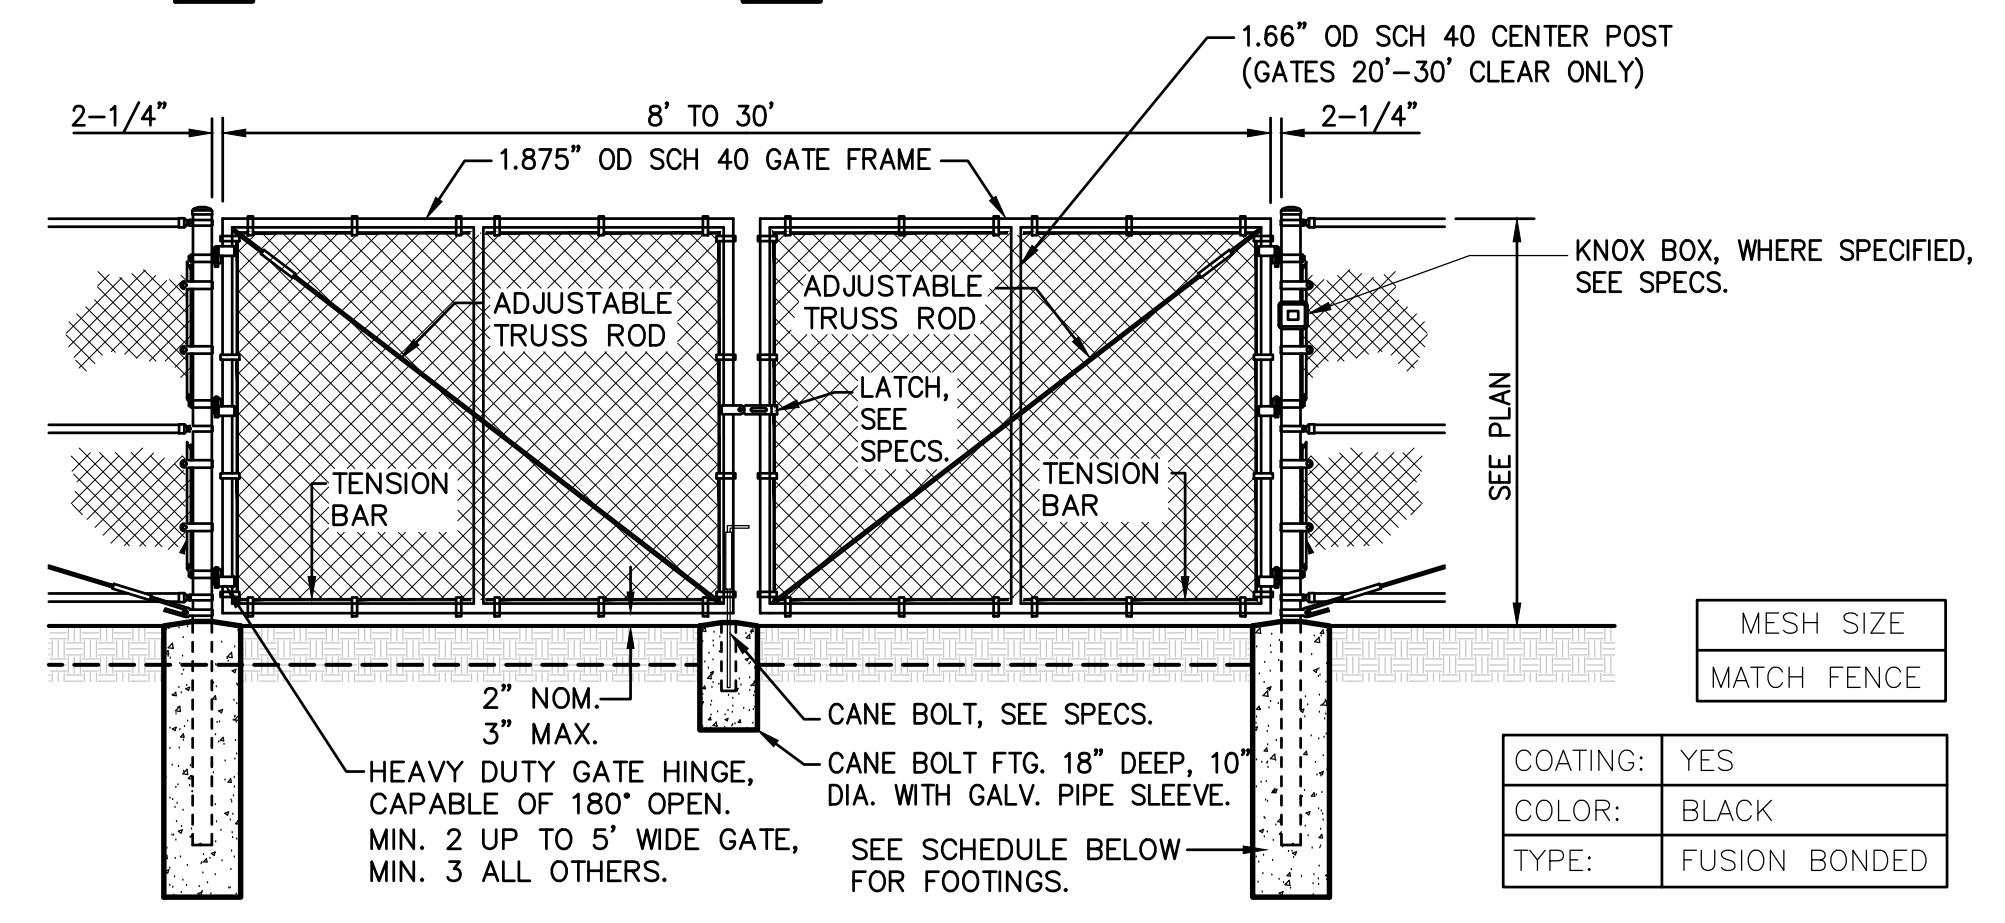 1.66" OD SCH 40 CENTER POST
(GATES 20'-30' CLEAR ONLY)
2-1/4"
8' TO 30'
2-1/4"
1.875" OD SCH 40 GATE FRAME
KNOX BOX, WHERE SPECIFIED,
SEE SPECS.
ADJUSTABLE
TRUSS ROD
ADJUSTABLE
TRUSS ROD
LATCH,
SEE
SPECS.
SEE PLAN
TENSION
BAR
TENSION
BAR
2" NOM.
3" MAX.
CANE BOLT, SEE SPECS.
CANE BOLT FTG. 18" DEEP, 10"
DIA. WITH GALV. PIPE SLEEVE.
HEAVY DUTY GATE HINGE,
CAPABLE OF 180° OPEN.
MIN. 2 UP TO 5' WIDE GATE,
MIN. 3 ALL OTHERS.
SEE SCHEDULE BELOW
FOR FOOTINGS.
MESH SIZE
MATCH FENCE
COATING: YES
COLOR: BLACK
TYPE: FUSION BONDED